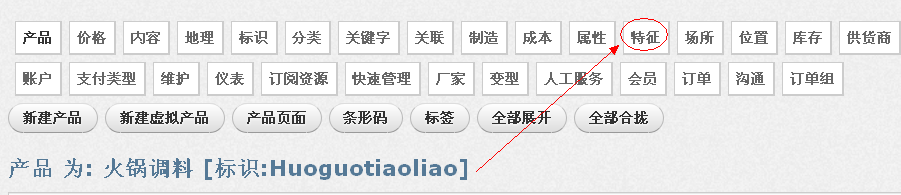 产品 价格 内容 地理 标识 分类 关键字 关联 制造 成本 属性 特征 场所 位置 库存 供货商
账户 支付类型 维护 仪表 订阅资源 快速管理 厂家 变型 人工服务 会员 订单 沟通 订单组
新建产品 新建虚拟产品 产品页面 条形码 标签 全部展开 全部合拢
产品 为: 火锅调料 [标识:Huoguotiaoliao]